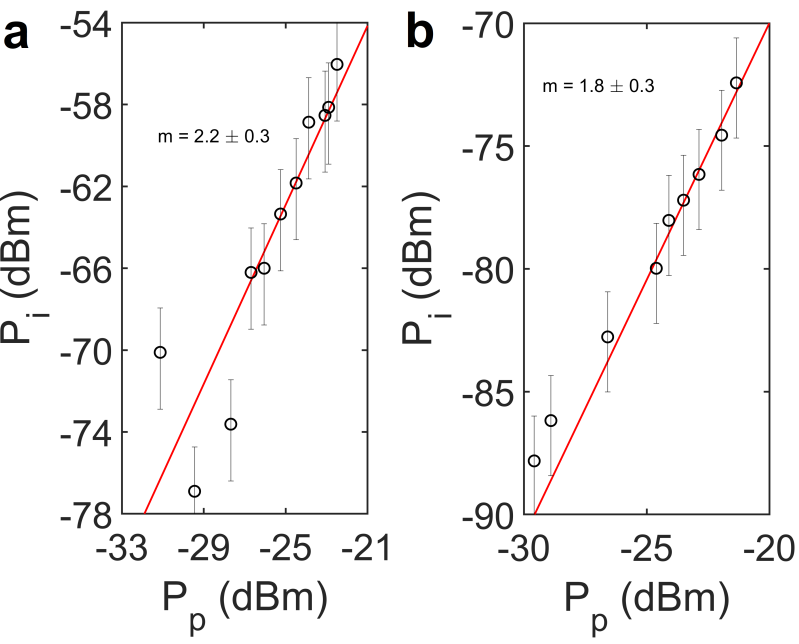 a
-54
-58
-62
-66
-70
-74
-78
m = 2.2 ± 0.3
P_i (dBm)
-33 -29 -25 -21
P_p (dBm)
b
-70
-75
-80
-85
-90
m = 1.8 ± 0.3
P_i (dBm)
-30 -25 -20
P_p (dBm)